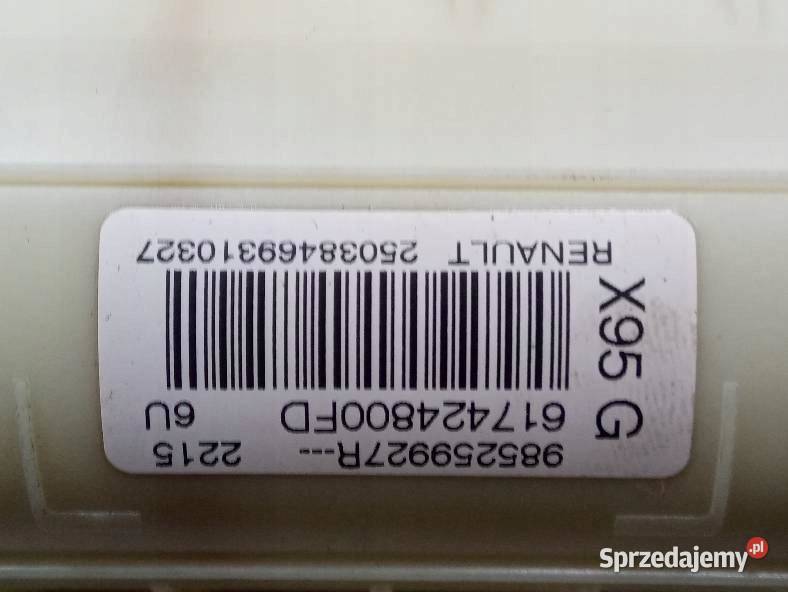 985259927R--- 2215
617424800FD 6U
RENAULT 25038469310327
X95 G
Sprzedajemy.pl